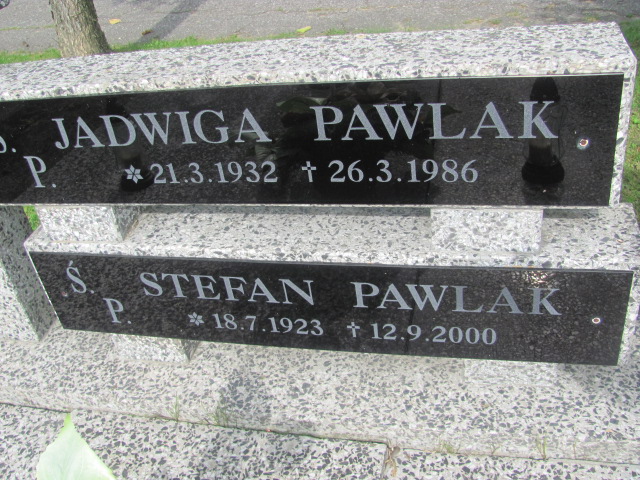 Ś. JADWIGA PAWLAK
P. * 21.3.1932 † 26.3.1986
Ś. STEFAN PAWLAK
P. * 18.7.1923 † 12.9.2000